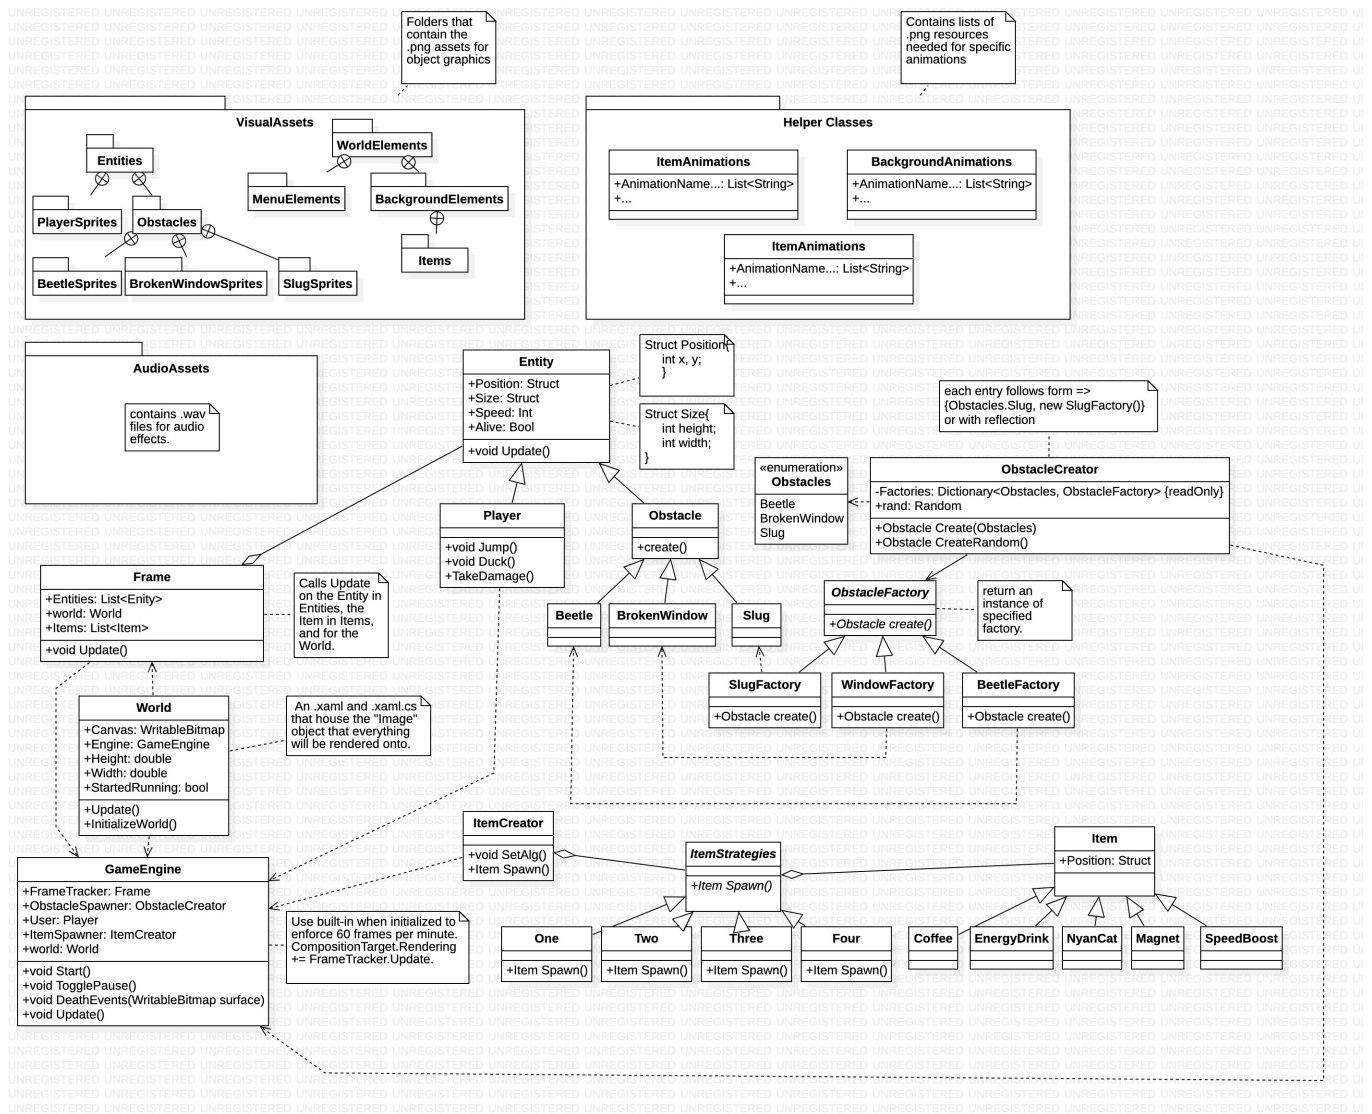 Folders that
contain the
.png assets for
object graphics
Contains lists of
.png resources
needed for specific
animations
VisualAssets
Entities
WorldElements
PlayerSprites
Obstacles
MenuElements
BackgroundElements
BeetleSprites
BrokenWindowSprites
SlugSprites
Items
Helper Classes
ItemAnimations
+AnimationName...: List<String>
+...
BackgroundAnimations
+AnimationName...: List<String>
+...
ItemAnimations
+AnimationName...: List<String>
+...
AudioAssets
contains .wav
files for audio
effects.
Entity
+Position: Struct
+Size: Struct
+Speed: Int
+Alive: Bool
+void Update()
Struct Position{
int x, y;
}
Struct Size{
int height;
int width;
}
each entry follows form =>
{Obstacles.Slug, new SlugFactory()}
or with reflection
«enumeration»
Obstacles
Beetle
BrokenWindow
Slug
ObstacleCreator
-Factories: Dictionary<Obstacles, ObstacleFactory> {readOnly}
+rand: Random
+Obstacle Create(Obstacles)
+Obstacle CreateRandom()
Player
+void Jump()
+void Duck()
+TakeDamage()
Obstacle
+create()
Frame
+Entities: List<Enity>
+world: World
+Items: List<Item>
+void Update()
Calls Update
on the Entity in
Entities, the
Item in Items,
and for the
World.
Beetle
BrokenWindow
Slug
ObstacleFactory
+Obstacle create()
return an
instance of
specified
factory.
SlugFactory
+Obstacle create()
WindowFactory
+Obstacle create()
BeetleFactory
+Obstacle create()
World
+Canvas: WritableBitmap
+Engine: GameEngine
+Height: double
+Width: double
+StartedRunning: bool
+Update()
+InitializeWorld()
An .xaml and .xaml.cs
that house the "Image"
object that everything
will be rendered onto.
ItemCreator
+void SetAlg()
+Item Spawn()
ItemStrategies
+Item Spawn()
Item
+Position: Struct
GameEngine
+FrameTracker: Frame
+ObstacleSpawner: ObstacleCreator
+User: Player
+ItemSpawner: ItemCreator
+world: World
+void Start()
+void TogglePause()
+void DeathEvents(WritableBitmap surface)
+void Update()
Use built-in when initialized to
enforce 60 frames per minute.
CompositionTarget.Rendering
+= FrameTracker.Update.
One
+Item Spawn()
Two
+Item Spawn()
Three
+Item Spawn()
Four
+Item Spawn()
Coffee
EnergyDrink
NyanCat
Magnet
SpeedBoost